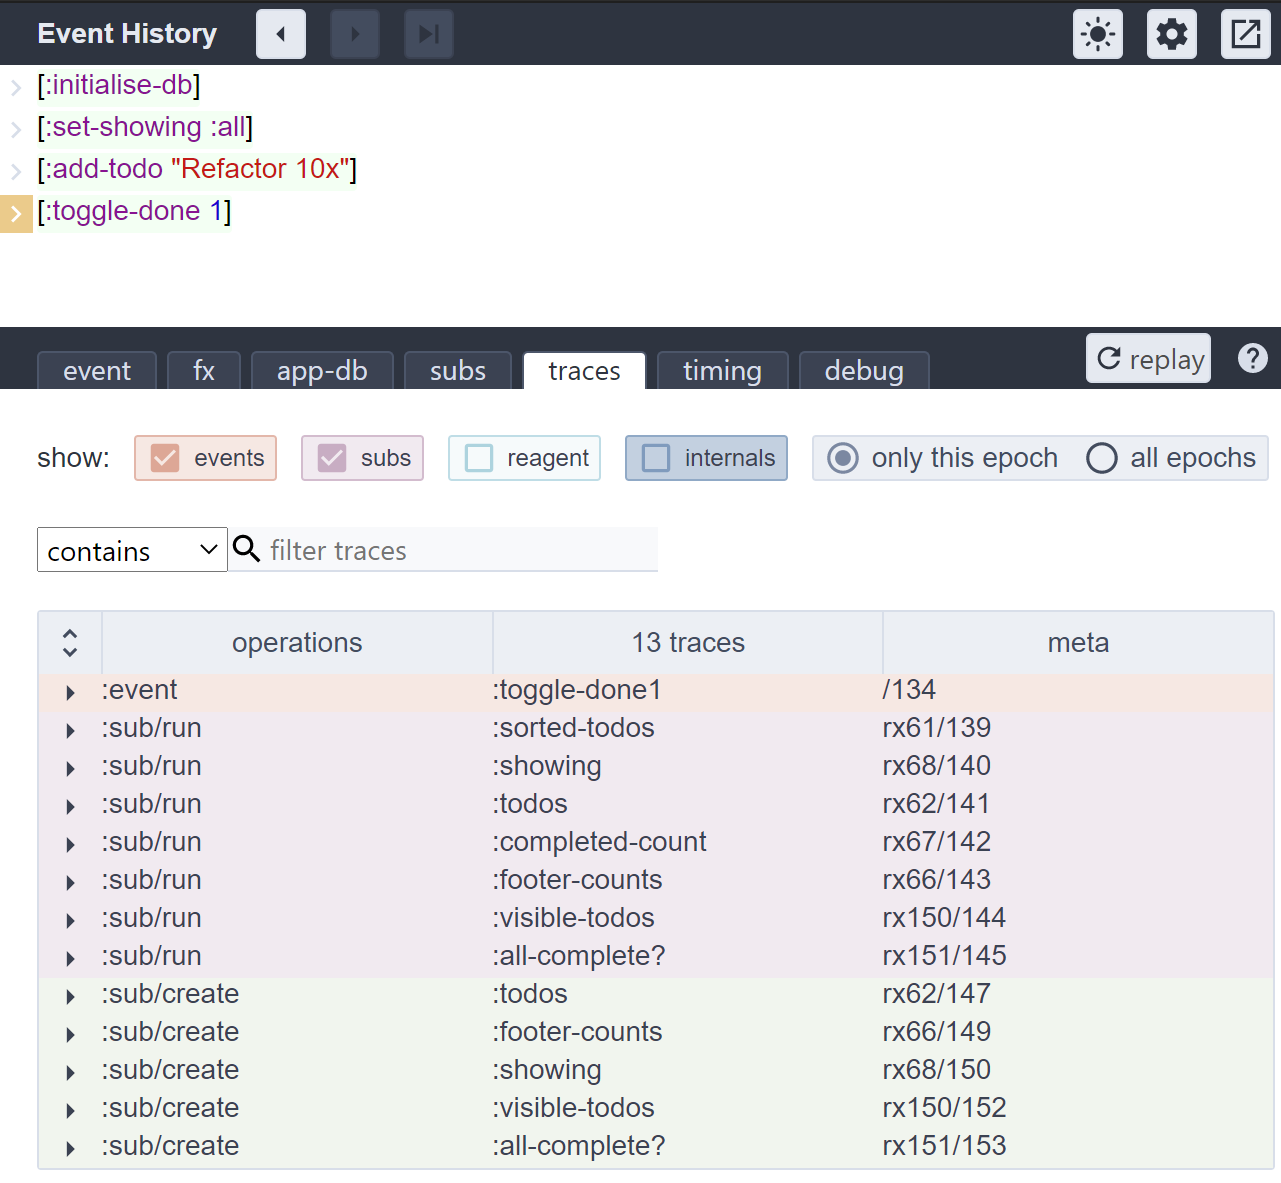 Event History
[:initialise-db]
[:set-showing :all]
[:add-todo "Refactor 10x"]
[:toggle-done 1]
event fx app-db subs traces timing debug replay ?
show: events subs reagent internals only this epoch all epochs
contains filter traces
operations 13 traces meta
:event :toggle-done1 /134
:sub/run :sorted-todos rx61/139
:sub/run :showing rx68/140
:sub/run :todos rx62/141
:sub/run :completed-count rx67/142
:sub/run :footer-counts rx66/143
:sub/run :visible-todos rx150/144
:sub/run :all-complete? rx151/145
:sub/create :todos rx62/147
:sub/create :footer-counts rx66/149
:sub/create :showing rx68/150
:sub/create :visible-todos rx150/152
:sub/create :all-complete? rx151/153